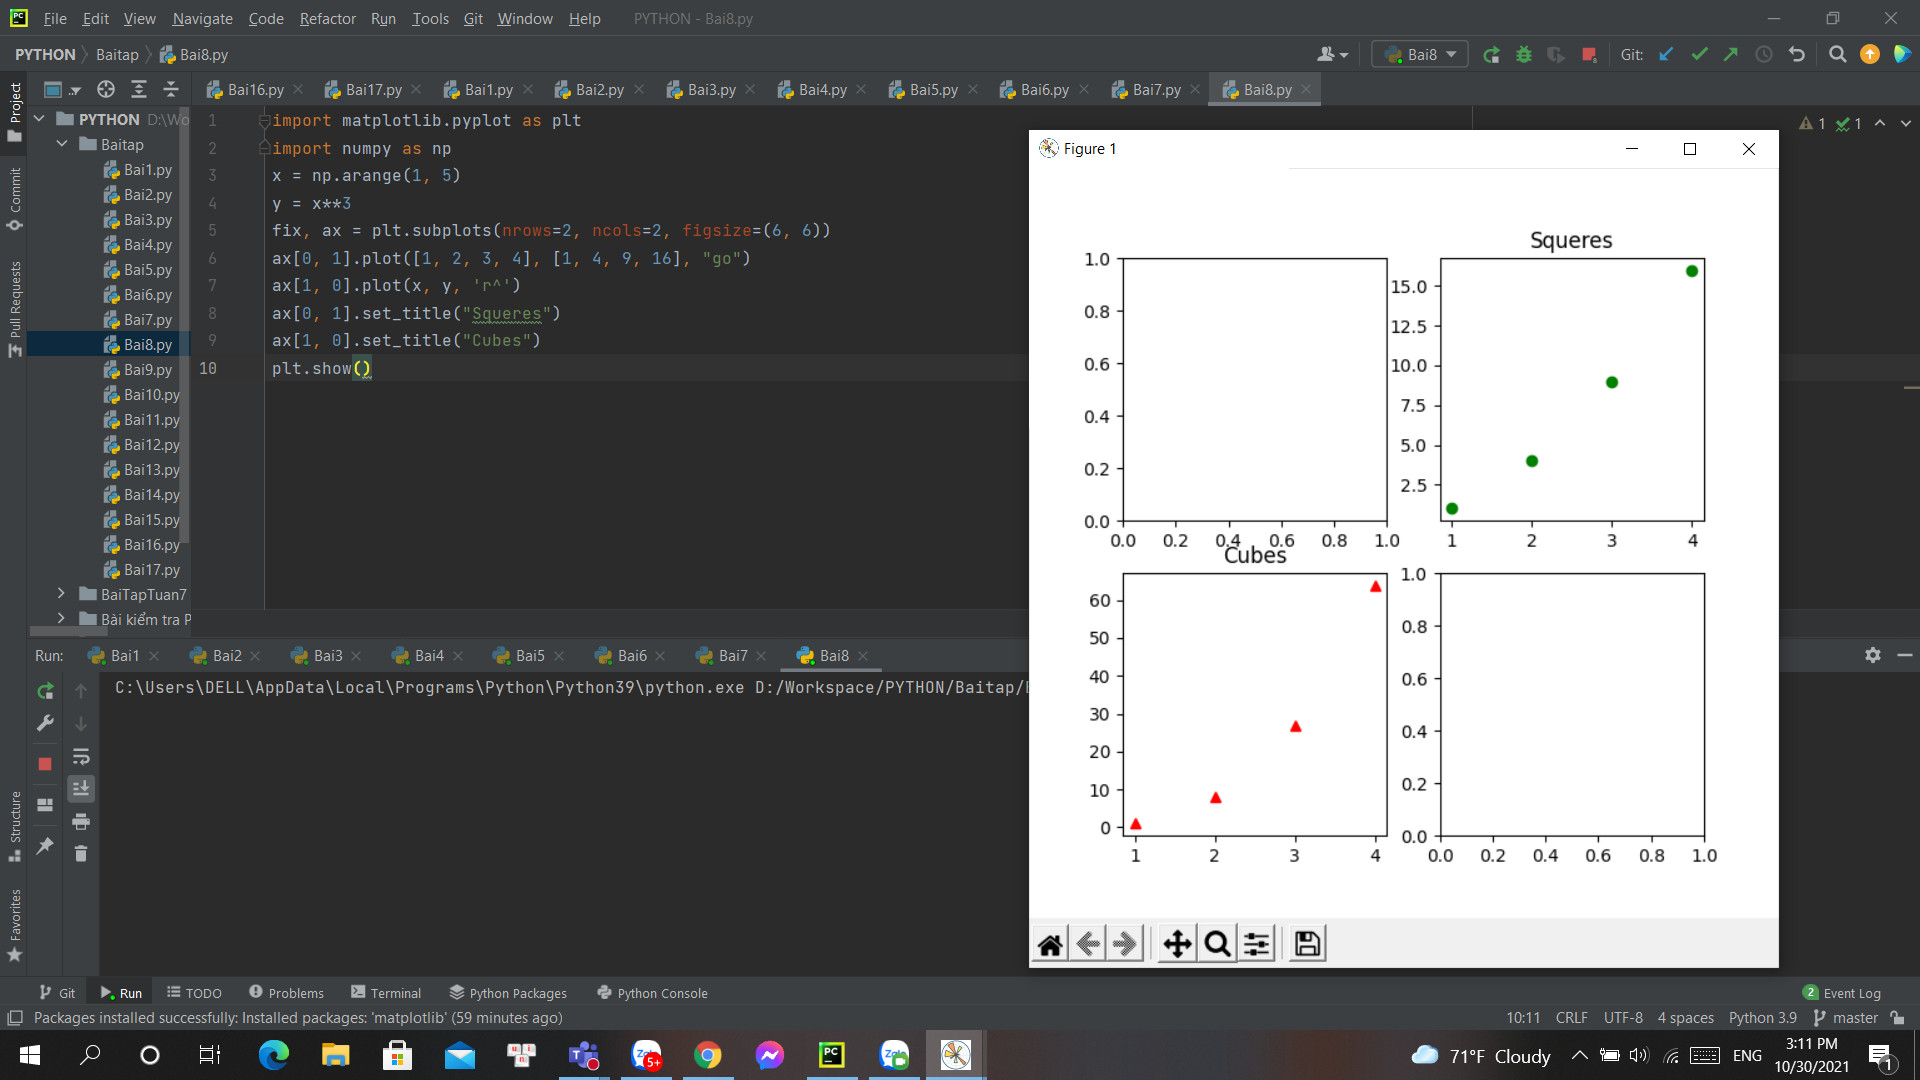 File Edit View Navigate Code Refactor Run Tools Git Window Help PYTHON - Bai8.py
PYTHON Baitap Bai8.py Bai8 Git:
Bai16.py Bai17.py Bai1.py Bai2.py Bai3.py Bai4.py Bai5.py Bai6.py Bai7.py Bai8.py
Project
Commit
Pull Requests
Structure
Favorites
PYTHON D:\Wo
Baitap
Bai1.py
Bai2.py
Bai3.py
Bai4.py
Bai5.py
Bai6.py
Bai7.py
Bai8.py
Bai9.py
Bai10.py
Bai11.py
Bai12.py
Bai13.py
Bai14.py
Bai15.py
Bai16.py
Bai17.py
BaiTapTuan7
Bài kiểm tra P
1 import matplotlib.pyplot as plt
2 import numpy as np
3 x = np.arange(1, 5)
4 y = x**3
5 fix, ax = plt.subplots(nrows=2, ncols=2, figsize=(6, 6))
6 ax[0, 1].plot([1, 2, 3, 4], [1, 4, 9, 16], "go")
7 ax[1, 0].plot(x, y, 'r^')
8 ax[0, 1].set_title("Squeres")
9 ax[1, 0].set_title("Cubes")
10 plt.show()
1 1
Figure 1
1.0
0.8
0.6
0.4
0.2
0.0
0.0 0.2 0.4 0.6 0.8 1.0
Squeres
15.0
12.5
10.0
7.5
5.0
2.5
1 2 3 4
Cubes
60
50
40
30
20
10
0
1 2 3 4
1.0
0.8
0.6
0.4
0.2
0.0
0.0 0.2 0.4 0.6 0.8 1.0
Run: Bai1 Bai2 Bai3 Bai4 Bai5 Bai6 Bai7 Bai8
C:\Users\DELL\AppData\Local\Programs\Python\Python39\python.exe D:/Workspace/PYTHON/Baitap/
Git Run TODO Problems Terminal Python Packages Python Console 2 Event Log
Packages installed successfully: Installed packages: 'matplotlib' (59 minutes ago) 10:11 CRLF UTF-8 4 spaces Python 3.9 master
5+
PC
71°F Cloudy ENG 3:11 PM
10/30/2021
1